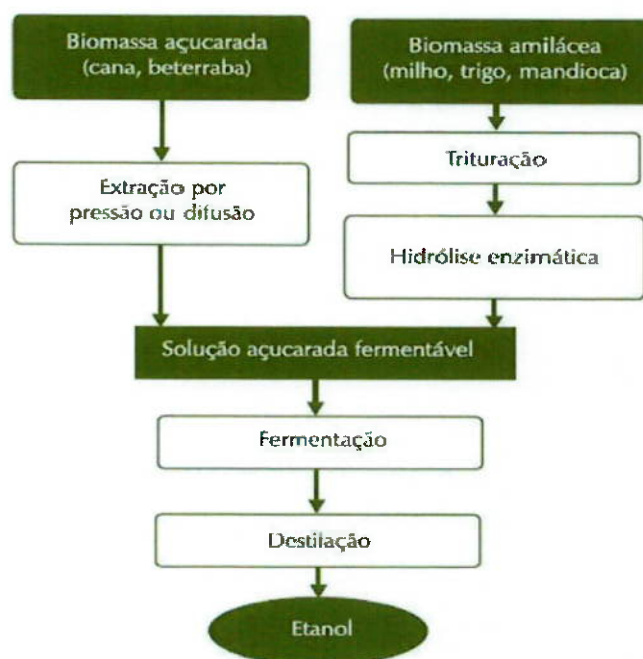 Biomassa açucarada
(cana, beterraba)
Biomassa amilácea
(milho, trigo, mandioca)
Extração por
pressão ou difusão
Trituração
Hidrólise enzimática
Solução açucarada fermentável
Fermentação
Destilação
Etanol